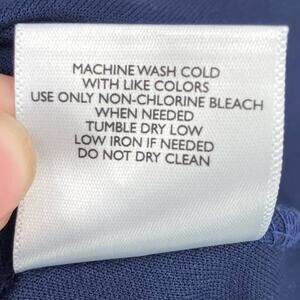 MACHINE WASH COLD
WITH LIKE COLORS
USE ONLY NON-CHLORINE BLEACH
WHEN NEEDED
TUMBLE DRY LOW
LOW IRON IF NEEDED
DO NOT DRY CLEAN